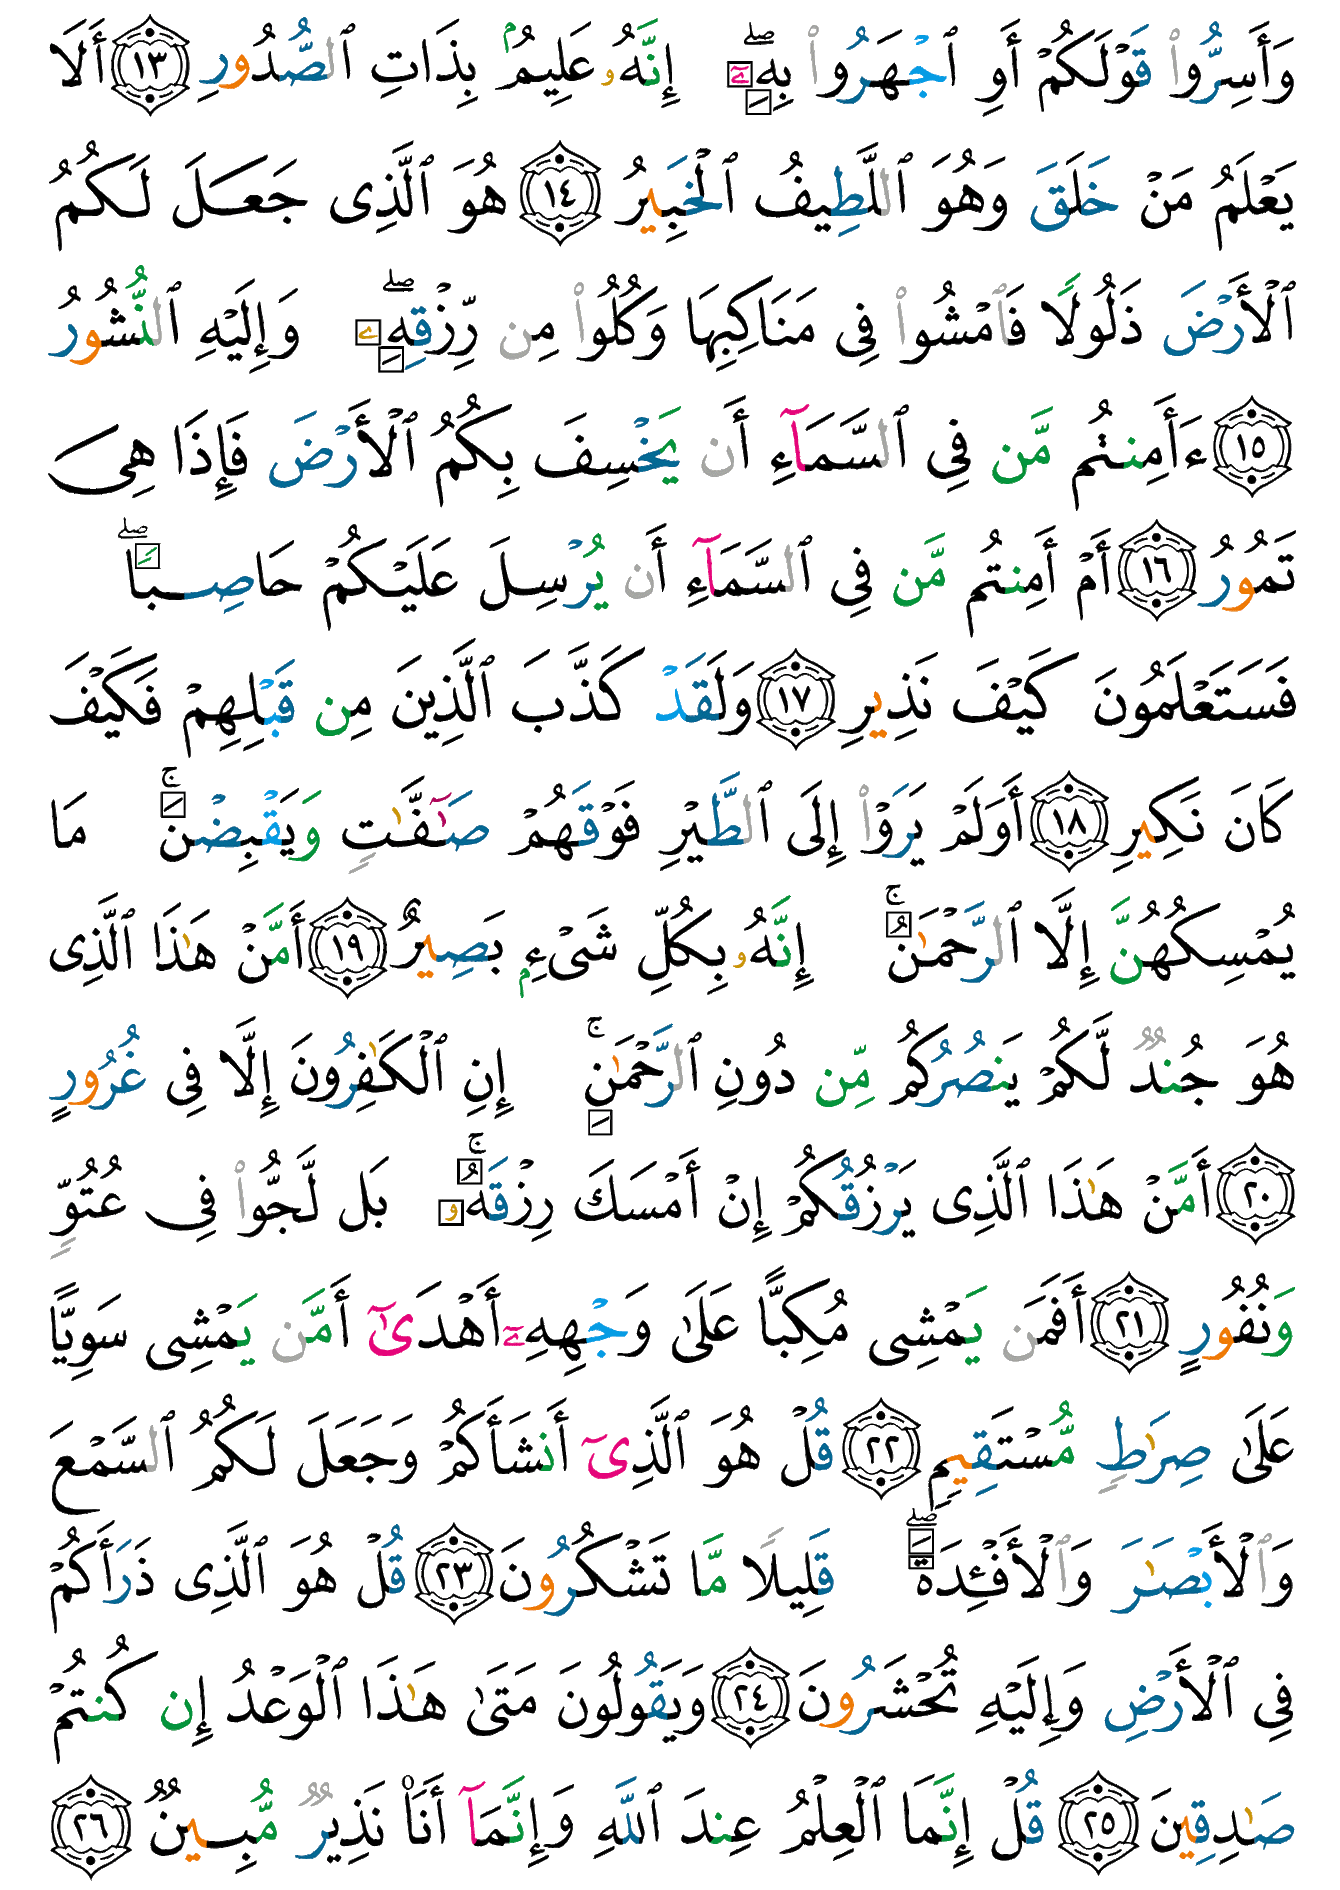 وَأَسِرُّوا۟ قَوْلَكُمْ أَوِ ٱجْهَرُوا۟ بِهِۦٓ ۖ إِنَّهُۥ عَلِيمٌۢ بِذَاتِ ٱلصُّدُورِ ١٣ أَلَا
يَعْلَمُ مَنْ خَلَقَ وَهُوَ ٱللَّطِيفُ ٱلْخَبِيرُ ١٤ هُوَ ٱلَّذِى جَعَلَ لَكُمُ
ٱلْأَرْضَ ذَلُولًا فَٱمْشُوا۟ فِى مَنَاكِبِهَا وَكُلُوا۟ مِن رِّزْقِهِۦ ۖ وَإِلَيْهِ ٱلنُّشُورُ
١٥ ءَأَمِنتُم مَّن فِى ٱلسَّمَآءِ أَن يَخْسِفَ بِكُمُ ٱلْأَرْضَ فَإِذَا هِىَ
تَمُورُ ١٦ أَمْ أَمِنتُم مَّن فِى ٱلسَّمَآءِ أَن يُرْسِلَ عَلَيْكُمْ حَاصِبًا ۖ
فَسَتَعْلَمُونَ كَيْفَ نَذِيرِ ١٧ وَلَقَدْ كَذَّبَ ٱلَّذِينَ مِن قَبْلِهِمْ فَكَيْفَ
كَانَ نَكِيرِ ١٨ أَوَلَمْ يَرَوْا۟ إِلَى ٱلطَّيْرِ فَوْقَهُمْ صَـٰٓفَّـٰتٍ وَيَقْبِضْنَ ۚ مَا
يُمْسِكُهُنَّ إِلَّا ٱلرَّحْمَـٰنُ ۚ إِنَّهُۥ بِكُلِّ شَىْءٍۭ بَصِيرٌ ١٩ أَمَّنْ هَـٰذَا ٱلَّذِى
هُوَ جُندٌ لَّكُمْ يَنصُرُكُم مِّن دُونِ ٱلرَّحْمَـٰنِ ۚ إِنِ ٱلْكَـٰفِرُونَ إِلَّا فِى غُرُورٍ
٢٠ أَمَّنْ هَـٰذَا ٱلَّذِى يَرْزُقُكُمْ إِنْ أَمْسَكَ رِزْقَهُۥ ۚ بَل لَّجُّوا۟ فِى عُتُوٍّ
وَنُفُورٍ ٢١ أَفَمَن يَمْشِى مُكِبًّا عَلَىٰ وَجْهِهِۦٓ أَهْدَىٰٓ أَمَّن يَمْشِى سَوِيًّا
عَلَىٰ صِرَٰطٍ مُّسْتَقِيمٍ ٢٢ قُلْ هُوَ ٱلَّذِىٓ أَنشَأَكُمْ وَجَعَلَ لَكُمُ ٱلسَّمْعَ
وَٱلْأَبْصَـٰرَ وَٱلْأَفْـِٔدَةَ ۖ قَلِيلًا مَّا تَشْكُرُونَ ٢٣ قُلْ هُوَ ٱلَّذِى ذَرَأَكُمْ
فِى ٱلْأَرْضِ وَإِلَيْهِ تُحْشَرُونَ ٢٤ وَيَقُولُونَ مَتَىٰ هَـٰذَا ٱلْوَعْدُ إِن كُنتُمْ
صَـٰدِقِينَ ٢٥ قُلْ إِنَّمَا ٱلْعِلْمُ عِندَ ٱللَّهِ وَإِنَّمَآ أَنَا۠ نَذِيرٌ مُّبِينٌ ٢٦